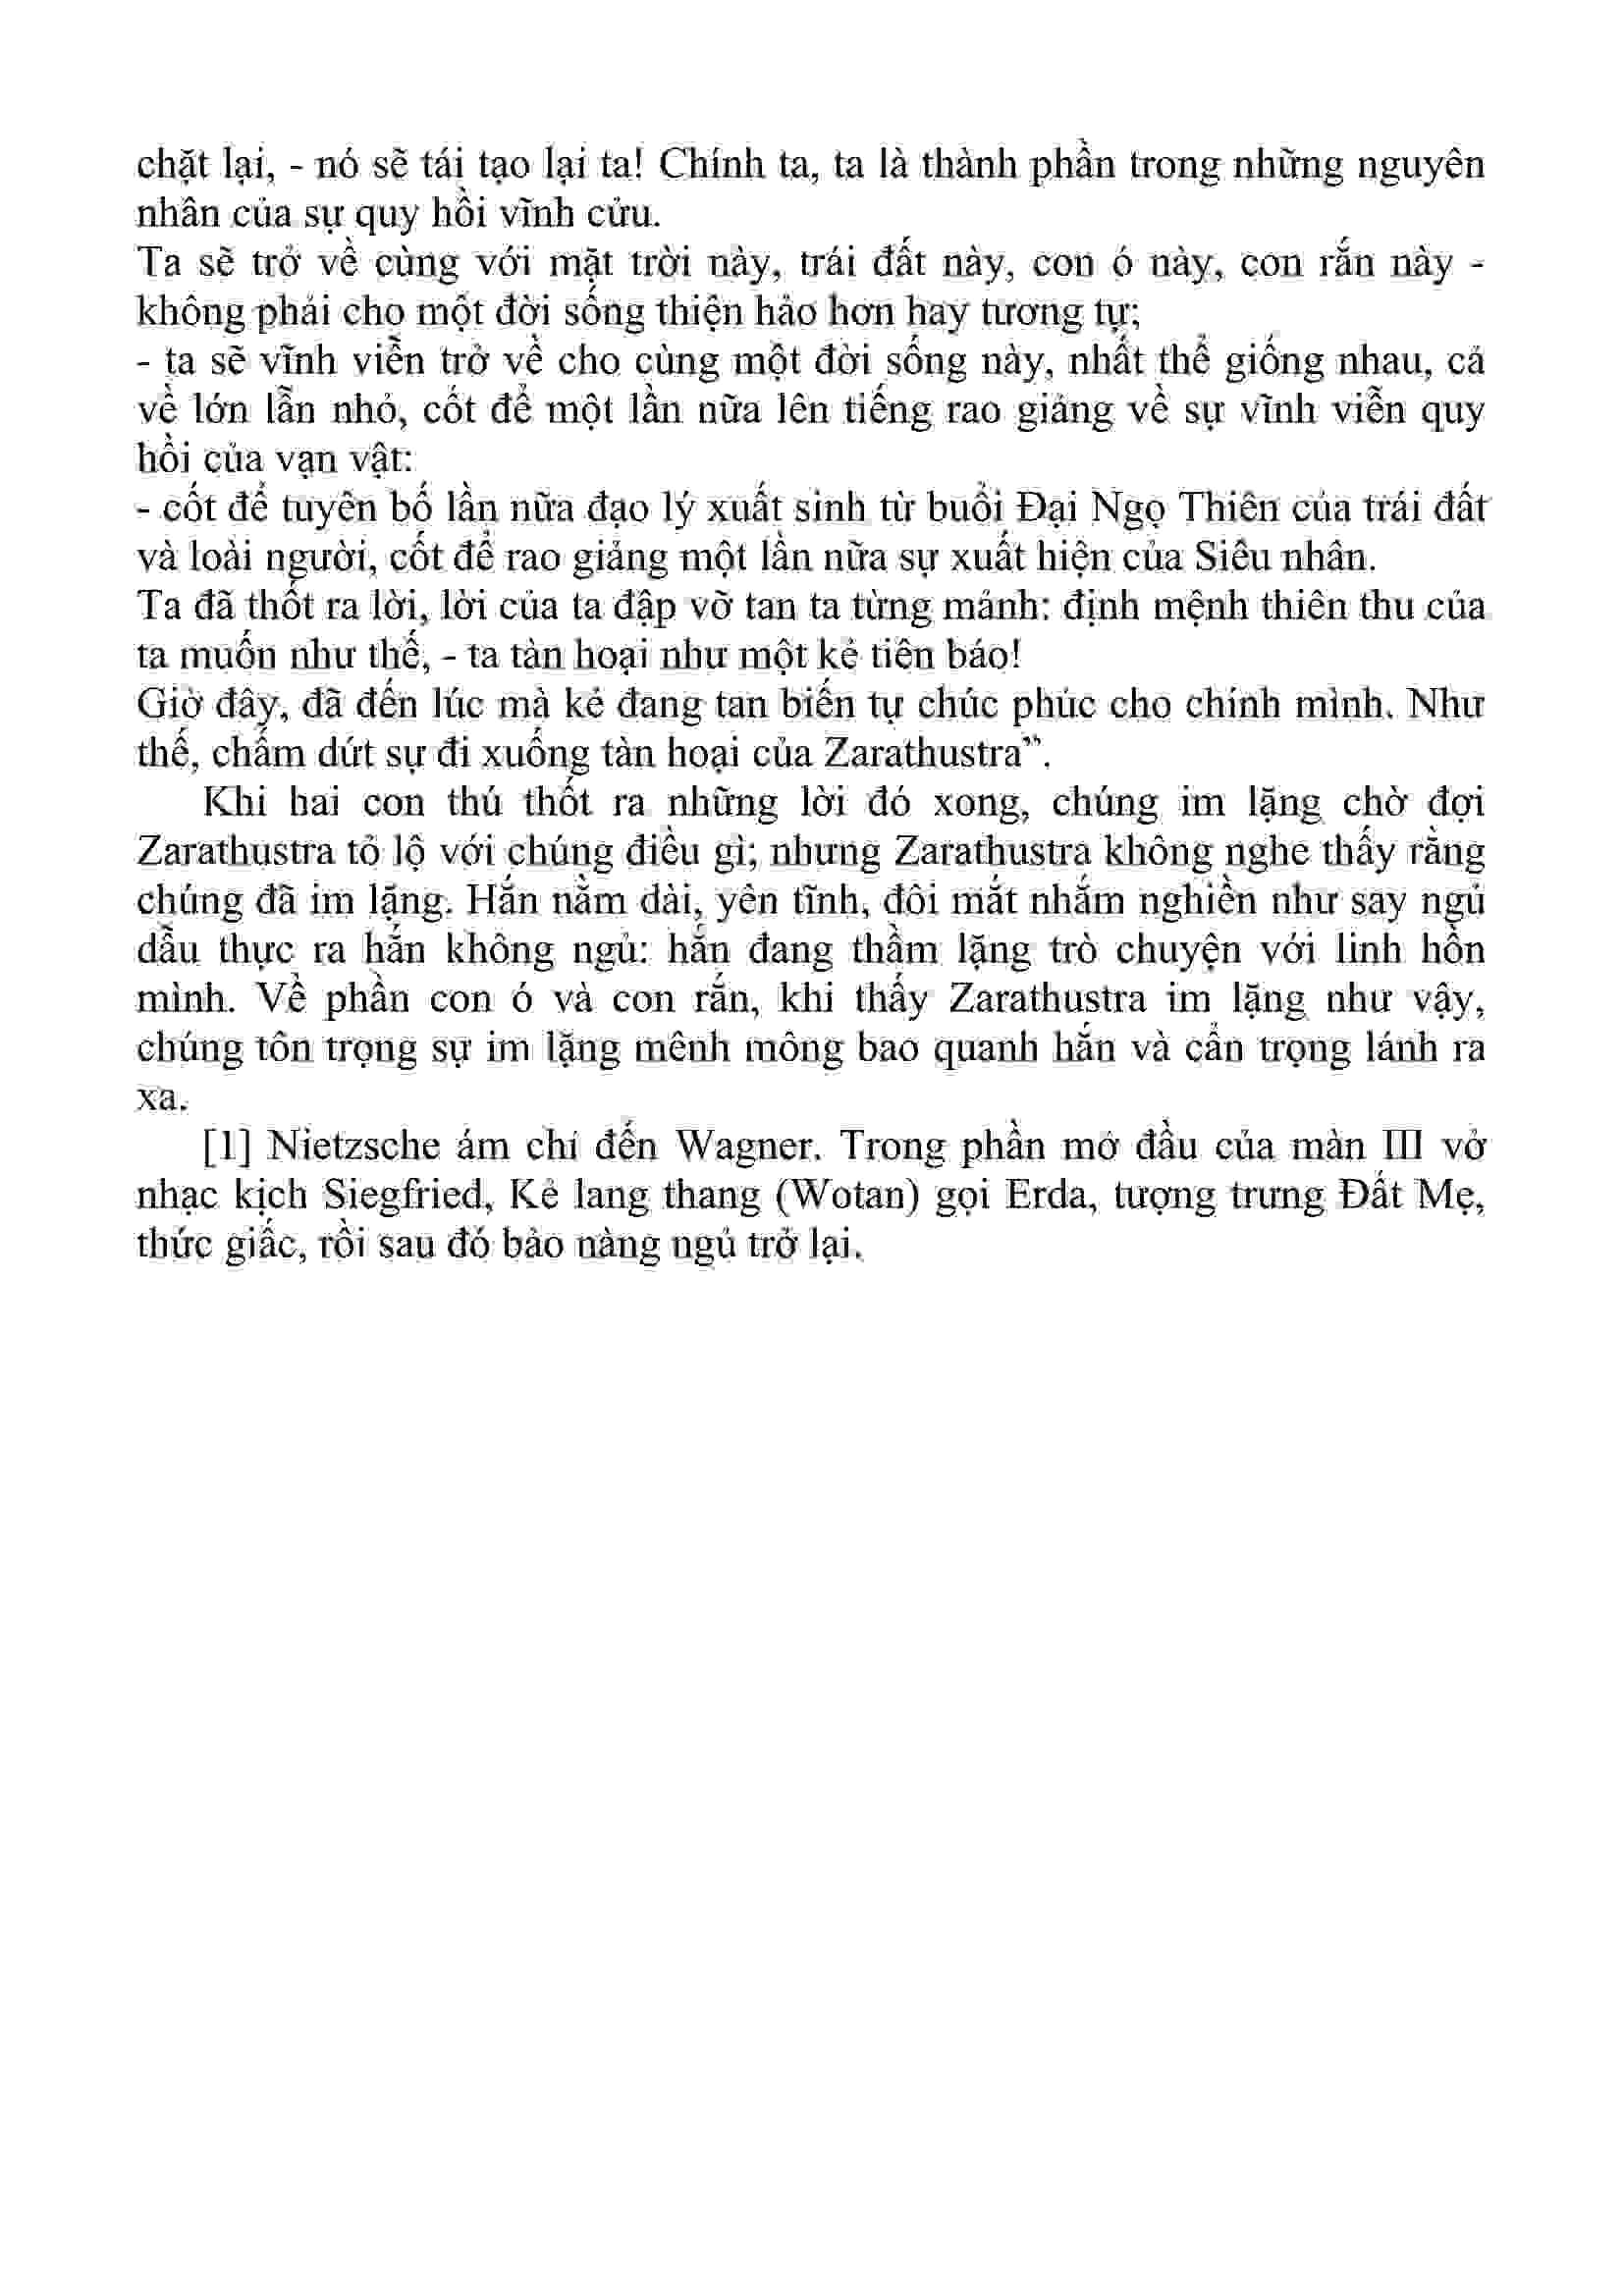 chặt lại, - nó sẽ tái tạo lại ta! Chính ta, ta là thành phần trong những nguyên
nhân của sự quy hồi vĩnh cửu.
Ta sẽ trở về cùng với mặt trời này, trái đất này, con ó này, con rắn này -
không phải cho một đời sống thiện hảo hơn hay tương tự;
- ta sẽ vĩnh viễn trở về cho cùng một đời sống này, nhất thể giống nhau, cả
về lớn lẫn nhỏ, cốt để một lần nữa lên tiếng rao giảng về sự vĩnh viễn quy
hồi của vạn vật:
- cốt để tuyên bố lần nữa đạo lý xuất sinh từ buổi Đại Ngọ Thiên của trái đất
và loài người, cốt để rao giảng một lần nữa sự xuất hiện của Siêu nhân.
Ta đã thốt ra lời, lời của ta đập vỡ tan ta từng mảnh: định mệnh thiên thu của
ta muốn như thế, - ta tàn hoại như một kẻ tiên báo!
Giờ đây, đã đến lúc mà kẻ đang tan biến tự chúc phúc cho chính mình. Như
thế, chấm dứt sự đi xuống tàn hoại của Zarathustra”.
Khi hai con thú thốt ra những lời đó xong, chúng im lặng chờ đợi
Zarathustra tỏ lộ với chúng điều gì; nhưng Zarathustra không nghe thấy rằng
chúng đã im lặng. Hắn nằm dài, yên tĩnh, đôi mắt nhắm nghiền như say ngủ
dầu thực ra hắn không ngủ: hắn đang thầm lặng trò chuyện với linh hồn
mình. Về phần con ó và con rắn, khi thấy Zarathustra im lặng như vậy,
chúng tôn trọng sự im lặng mênh mông bao quanh hắn và cẩn trọng lánh ra
xa.
[1] Nietzsche ám chỉ đến Wagner. Trong phần mở đầu của màn III vở
nhạc kịch Siegfried, Kẻ lang thang (Wotan) gọi Erda, tượng trưng Đất Mẹ,
thức giấc, rồi sau đó bảo nàng ngủ trở lại.